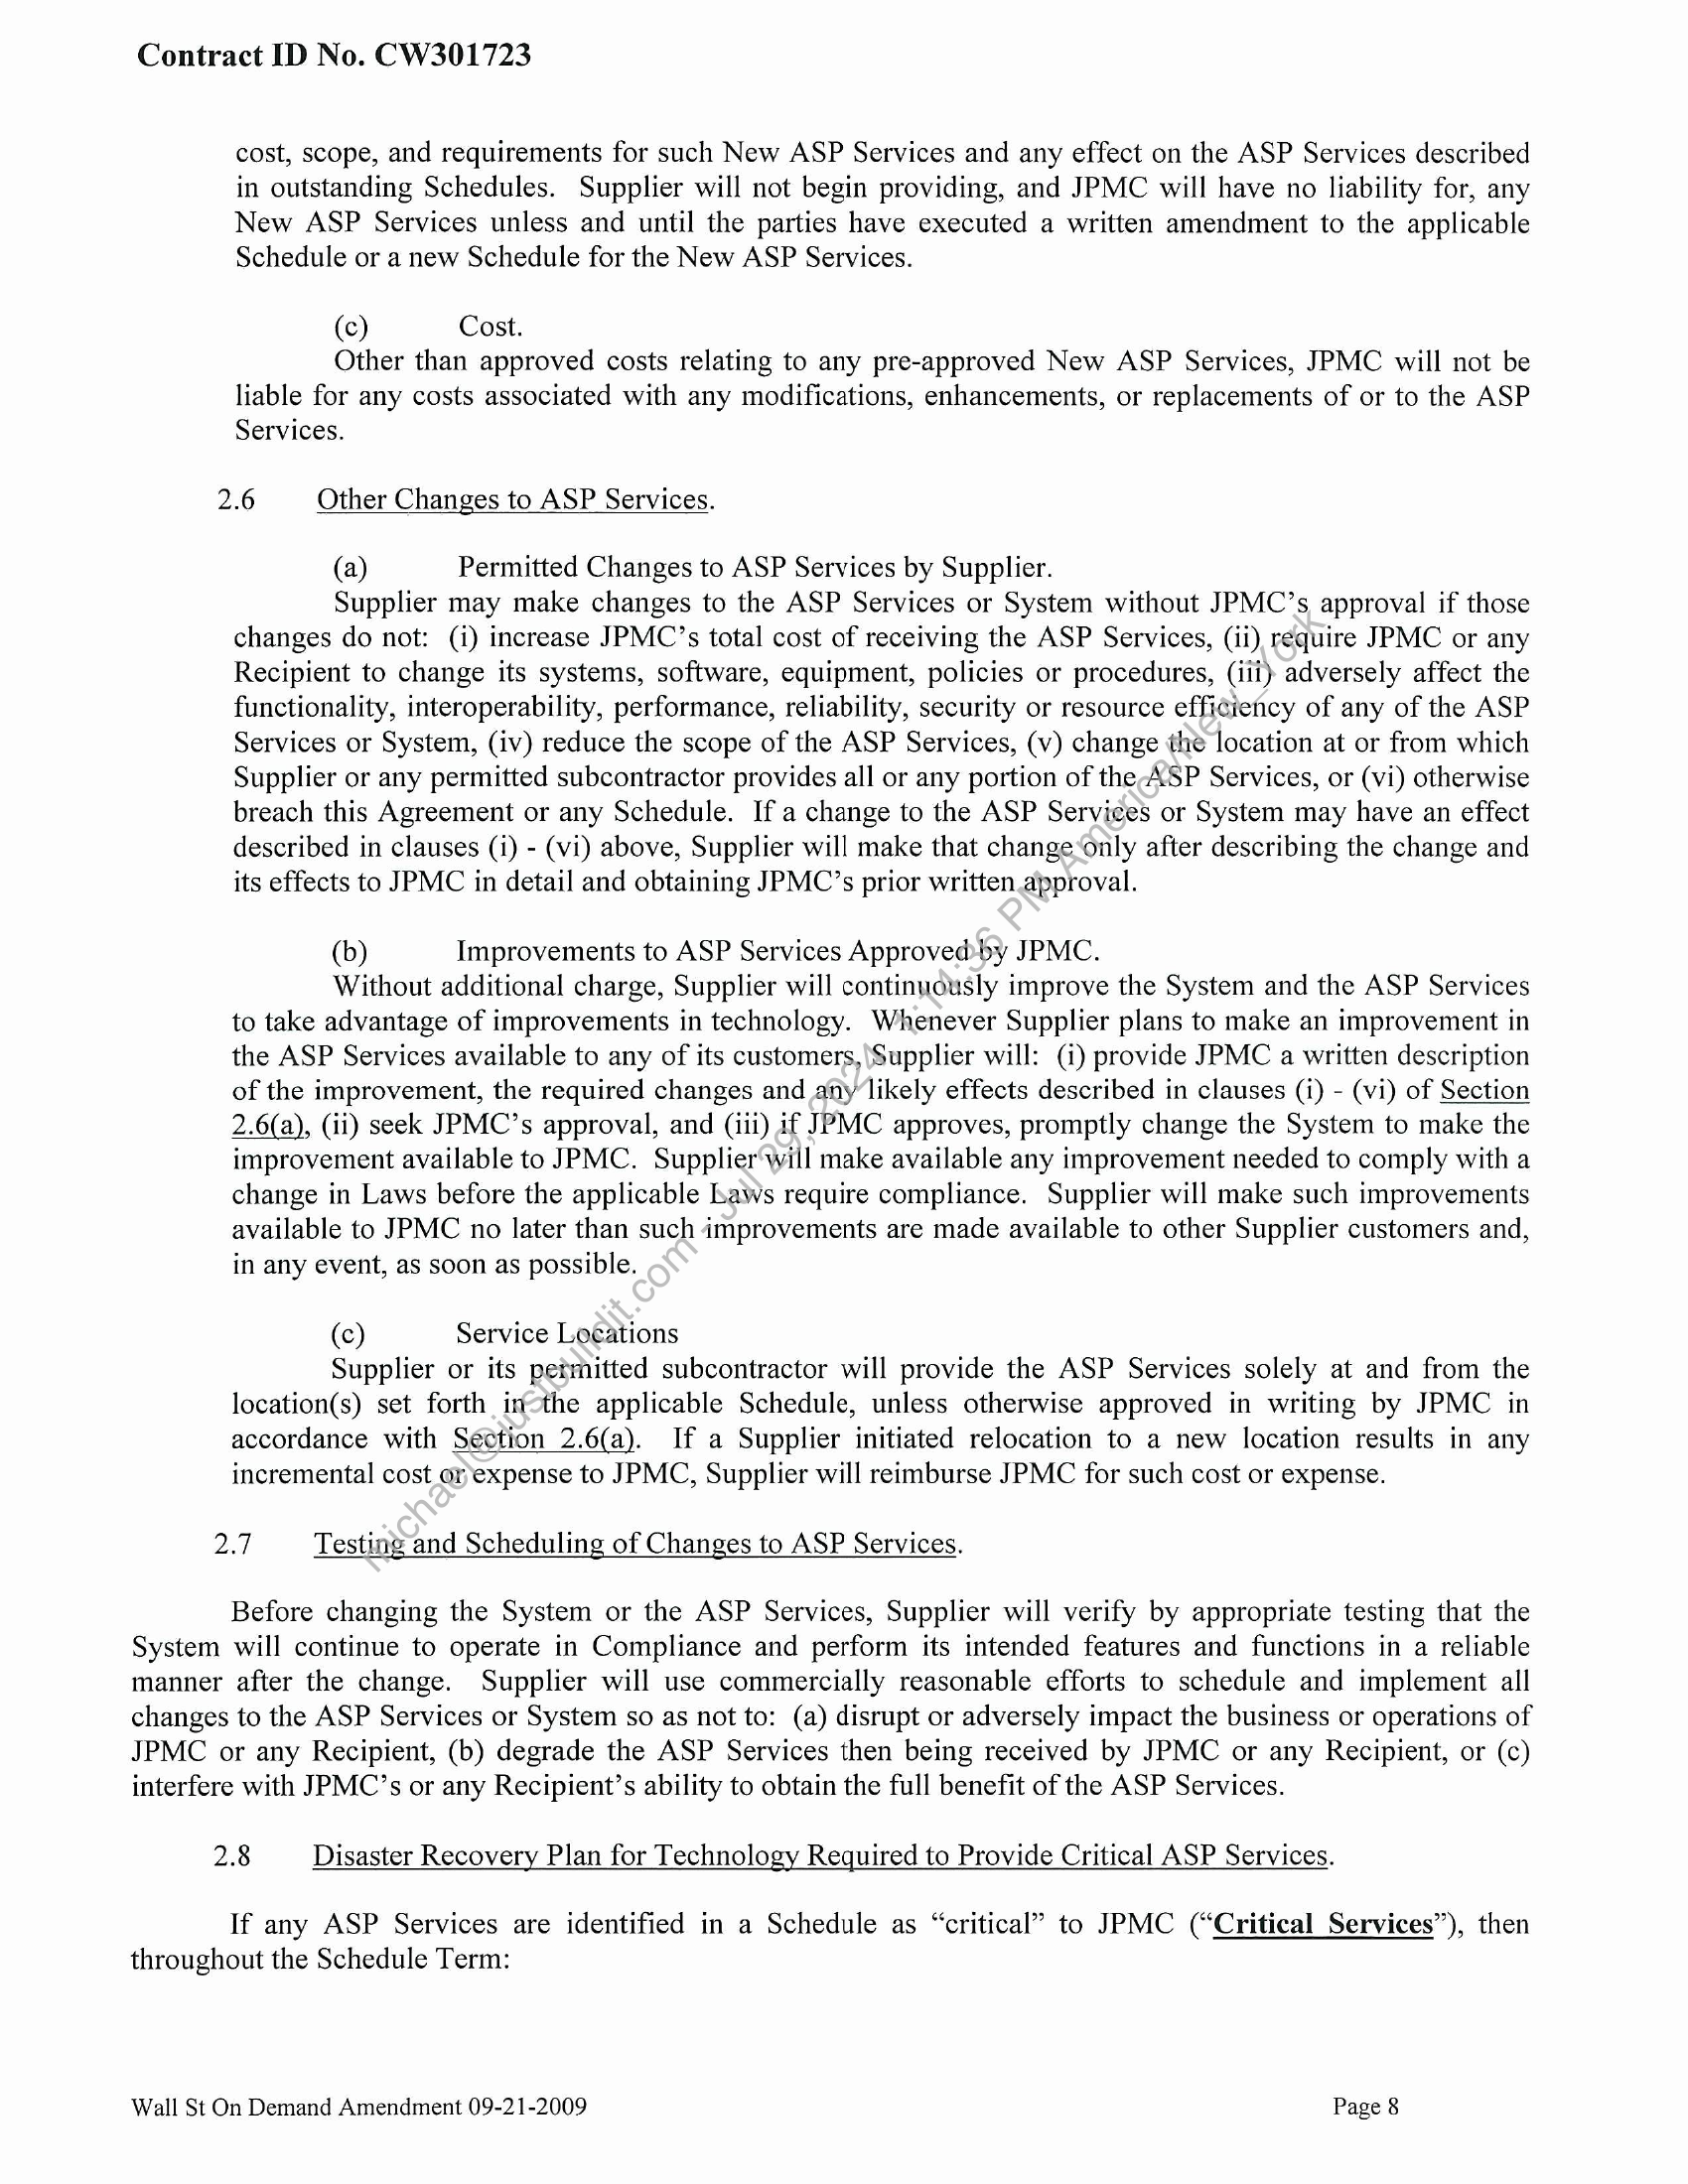 Contract ID No. CW301723
cost, scope, and requirements for such New ASP Services and any effect on the ASP Services described
in outstanding Schedules. Supplier will not begin providing, and JPMC will have no liability for, any
New ASP Services unless and until the parties have executed a written amendment to the applicable
Schedule or a new Schedule for the New ASP Services.
(c) Cost.
Other than approved costs relating to any pre-approved New ASP Services, JPMC will not be
liable for any costs associated with any modifications, enhancements, or replacements of or to the ASP
Services.
2.6 Other Changes to ASP Services.
(a) Permitted Changes to ASP Services by Supplier.
Supplier may make changes to the ASP Services or System without JPMC's approval if those
changes do not: (i) increase JPMC's total cost of receiving the ASP Services, (ii) require JPMC or any
Recipient to change its systems, software, equipment, policies or procedures, (iii) adversely affect the
functionality, interoperability, performance, reliability, security or resource efficiency of any of the ASP
Services or System, (iv) reduce the scope of the ASP Services, (v) change the location at or from which
Supplier or any permitted subcontractor provides all or any portion of the ASP Services, or (vi) otherwise
breach this Agreement or any Schedule. If a change to the ASP Services or System may have an effect
described in clauses (i) - (vi) above, Supplier will make that change only after describing the change and
its effects to JPMC in detail and obtaining JPMC's prior written approval.
(b) Improvements to ASP Services Approved by JPMC.
Without additional charge, Supplier will continuously improve the System and the ASP Services
to take advantage of improvements in technology. Whenever Supplier plans to make an improvement in
the ASP Services available to any of its customers, Supplier will: (i) provide JPMC a written description
of the improvement, the required changes and any likely effects described in clauses (i) - (vi) of Section
2.6(a), (ii) seek JPMC's approval, and (iii) if JPMC approves, promptly change the System to make the
improvement available to JPMC. Supplier will make available any improvement needed to comply with a
change in Laws before the applicable Laws require compliance. Supplier will make such improvements
available to JPMC no later than such improvements are made available to other Supplier customers and,
in any event, as soon as possible.
(c) Service Locations
Supplier or its permitted subcontractor will provide the ASP Services solely at and from the
location(s) set forth in the applicable Schedule, unless otherwise approved in writing by JPMC in
accordance with Section 2.6(a). If a Supplier initiated relocation to a new location results in any
incremental cost or expense to JPMC, Supplier will reimburse JPMC for such cost or expense.
2.7 Testing and Scheduling of Changes to ASP Services.
Before changing the System or the ASP Services, Supplier will verify by appropriate testing that the
System will continue to operate in Compliance and perform its intended features and functions in a reliable
manner after the change. Supplier will use commercially reasonable efforts to schedule and implement all
changes to the ASP Services or System so as not to: (a) disrupt or adversely impact the business or operations of
JPMC or any Recipient, (b) degrade the ASP Services then being received by JPMC or any Recipient, or (c)
interfere with JPMC's or any Recipient's ability to obtain the full benefit of the ASP Services.
2.8 Disaster Recovery Plan for Technology Required to Provide Critical ASP Services.
If any ASP Services are identified in a Schedule as "critical" to JPMC ("Critical Services"), then
throughout the Schedule Term:
Wall St On Demand Amendment 09-21-2009 Page 8
michael@justbuildit.com - Jul 29, 2024, 1:14:36 PM America/New_York